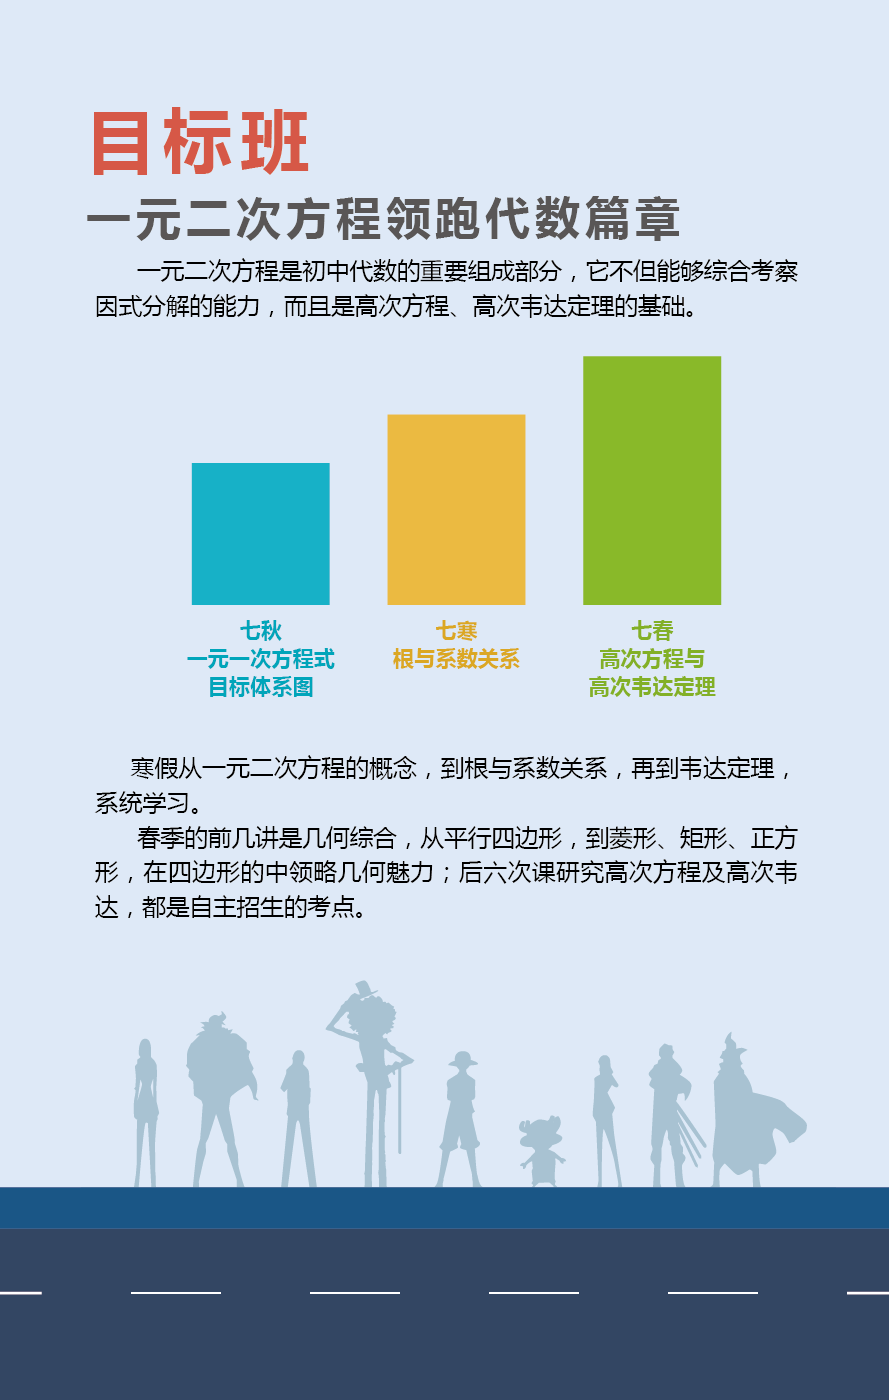 目标班
一元二次方程领跑代数篇章
一元二次方程是初中代数的重要组成部分，它不但能够综合考察
因式分解的能力，而且是高次方程、高次韦达定理的基础。
七秋
一元一次方程式
目标体系图
七寒
根与系数关系
七春
高次方程与
高次韦达定理
寒假从一元二次方程的概念，到根与系数关系，再到韦达定理，
系统学习。
春季的前几讲是几何综合，从平行四边形，到菱形、矩形、正方
形，在四边形的中领略几何魅力；后六次课研究高次方程及高次韦
达，都是自主招生的考点。